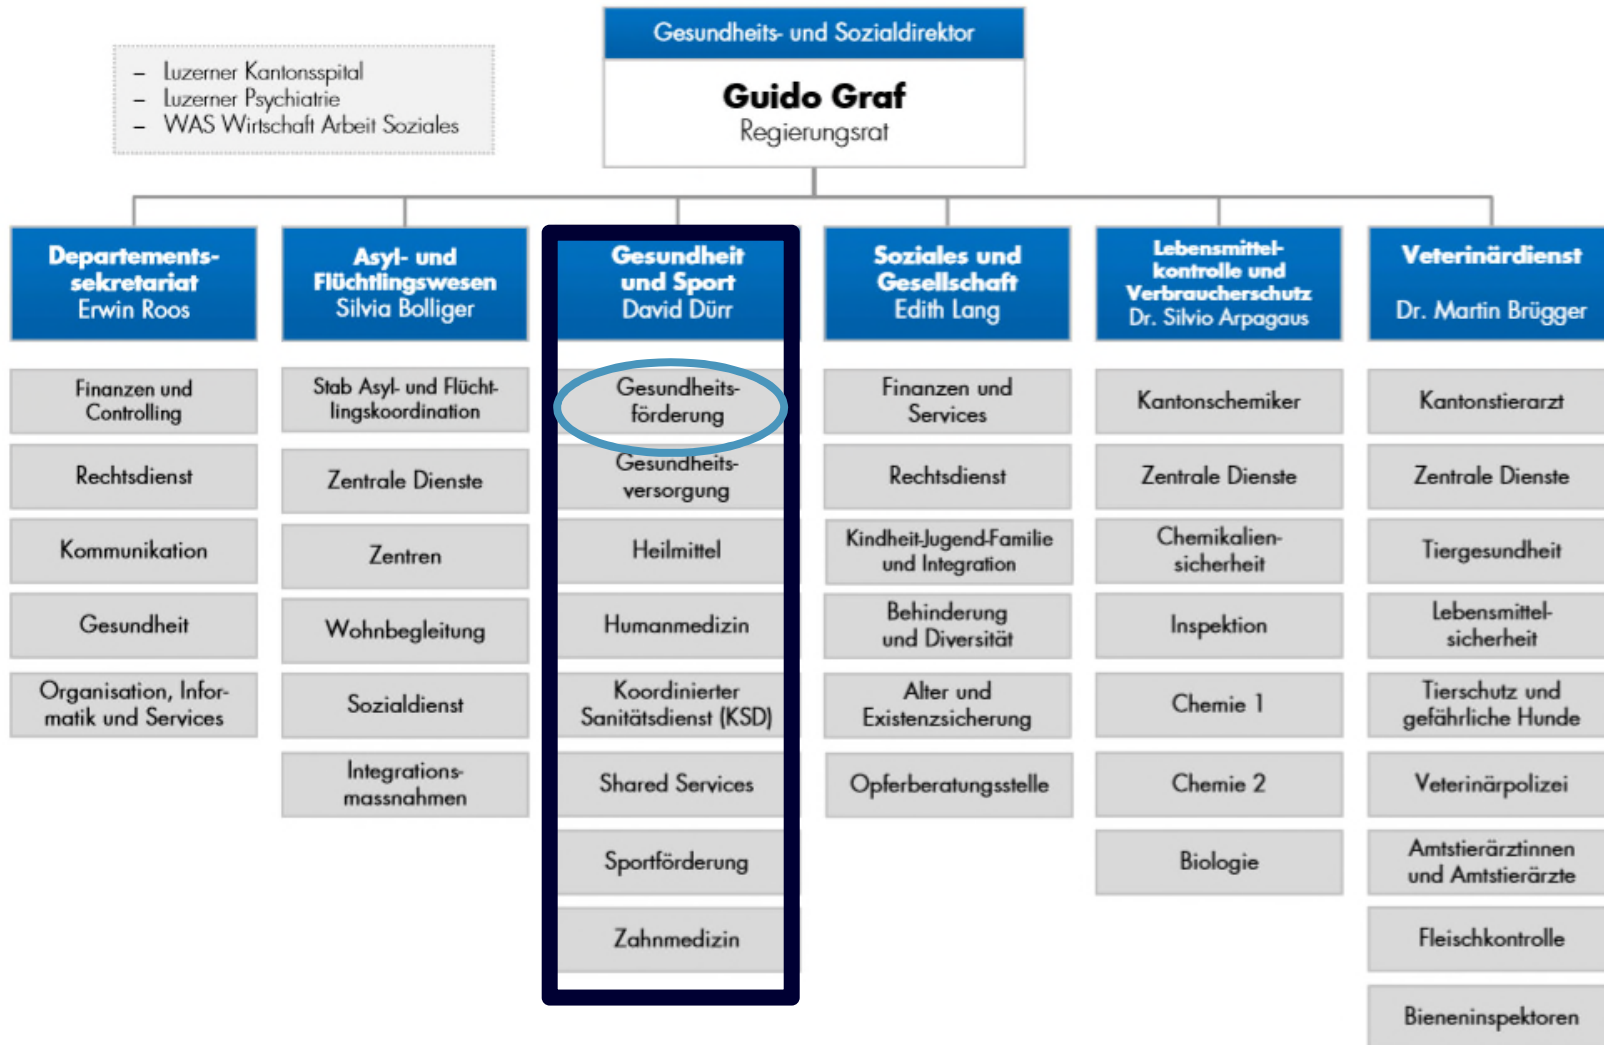 Gesundheits- und Sozialdirektor
Guido Graf
Regierungsrat
– Luzerner Kantonsspital
– Luzerner Psychiatrie
– WAS Wirtschaft Arbeit Soziales
Departements-
sekretariat
Erwin Roos
Finanzen und
Controlling
Rechtsdienst
Kommunikation
Gesundheit
Organisation, Infor-
matik und Services
Asyl- und
Flüchtlingswesen
Silvia Bolliger
Stab Asyl- und Flücht-
lingskoordination
Zentrale Dienste
Zentren
Wohnbegleitung
Sozialdienst
Integrations-
massnahmen
Gesundheit
und Sport
David Dürr
Gesundheits-
förderung
Gesundheits-
versorgung
Heilmittel
Humanmedizin
Koordinierter
Sanitätsdienst (KSD)
Shared Services
Sportförderung
Zahnmedizin
Soziales und
Gesellschaft
Edith Lang
Finanzen und
Services
Rechtsdienst
Kindheit-Jugend-Familie
und Integration
Behinderung
und Diversität
Alter und
Existenzsicherung
Opferberatungsstelle
Lebensmittel-
kontrolle und
Verbraucherschutz
Dr. Silvio Arpagaus
Kantonschemiker
Zentrale Dienste
Chemikalien-
sicherheit
Inspektion
Chemie 1
Chemie 2
Biologie
Veterinärdienst
Dr. Martin Brügger
Kantonstierarzt
Zentrale Dienste
Tiergesundheit
Lebensmittel-
sicherheit
Tierschutz und
gefährliche Hunde
Veterinärpolizei
Amtstierärztinnen
und Amtstierärzte
Fleischkontrolle
Bieneninspektoren